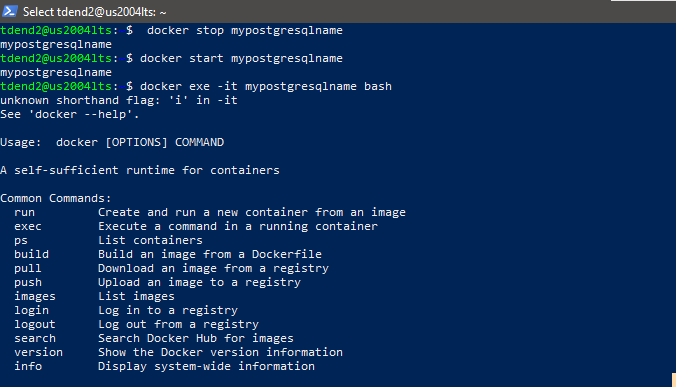 Select tdend2@us2004lts: ~
tdend2@us2004lts:~$  docker stop mypostgresqlname
mypostgresqlname
tdend2@us2004lts:~$ docker start mypostgresqlname
mypostgresqlname
tdend2@us2004lts:~$ docker exe -it mypostgresqlname bash
unknown shorthand flag: 'i' in -it
See 'docker --help'.
Usage:  docker [OPTIONS] COMMAND
A self-sufficient runtime for containers
Common Commands:
  run         Create and run a new container from an image
  exec        Execute a command in a running container
  ps          List containers
  build       Build an image from a Dockerfile
  pull        Download an image from a registry
  push        Upload an image to a registry
  images      List images
  login       Log in to a registry
  logout      Log out from a registry
  search      Search Docker Hub for images
  version     Show the Docker version information
  info        Display system-wide information